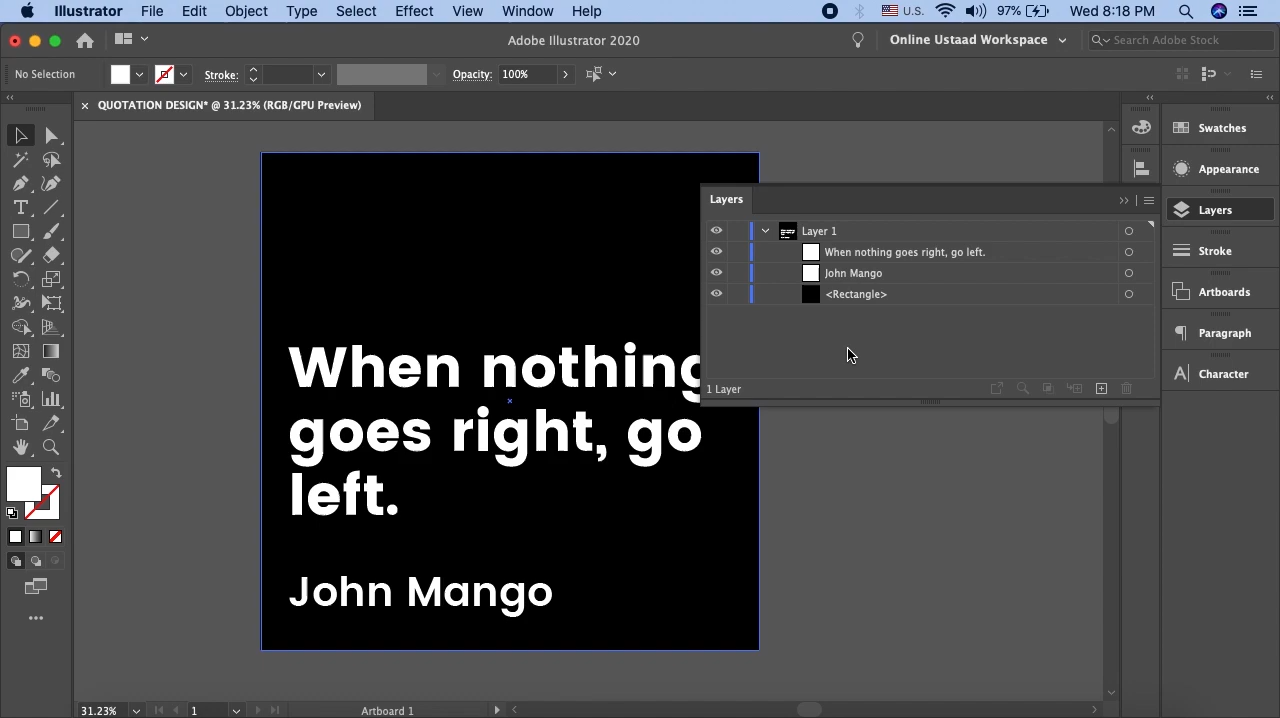 Illustrator File Edit Object Type Select Effect View Window Help U.S. 97% Wed 8:18 PM
Adobe Illustrator 2020 Online Ustaad Workspace Search Adobe Stock
No Selection Stroke: Opacity: 100%
× QUOTATION DESIGN* @ 31.23% (RGB/GPU Preview)
Swatches
Appearance
Layers
Stroke
Artboards
Paragraph
Character
Layers
Layer 1
When nothing goes right, go left.
John Mango
<Rectangle>
1 Layer
When nothing
goes right, go
left.
John Mango
31.23% 1 Artboard 1